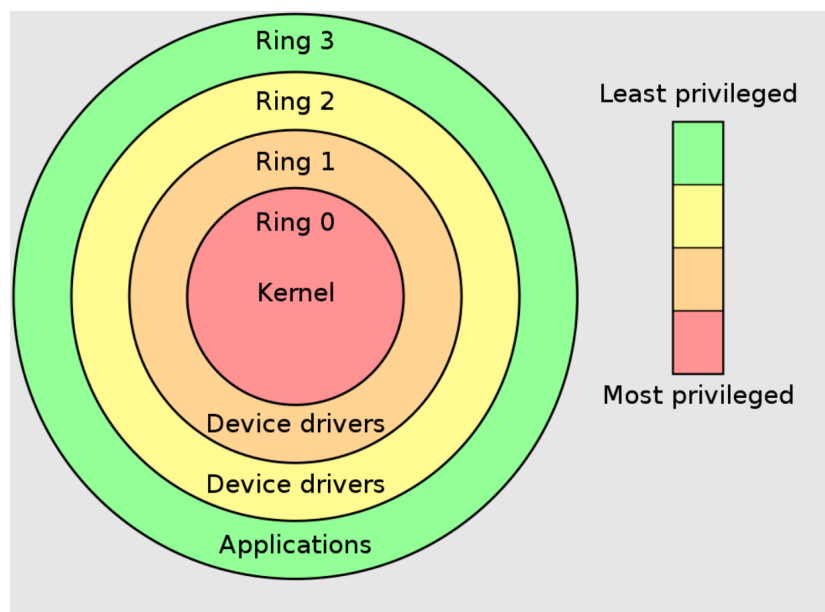 Ring 3
Ring 2
Ring 1
Ring 0
Kernel
Device drivers
Device drivers
Applications
Least privileged
Most privileged